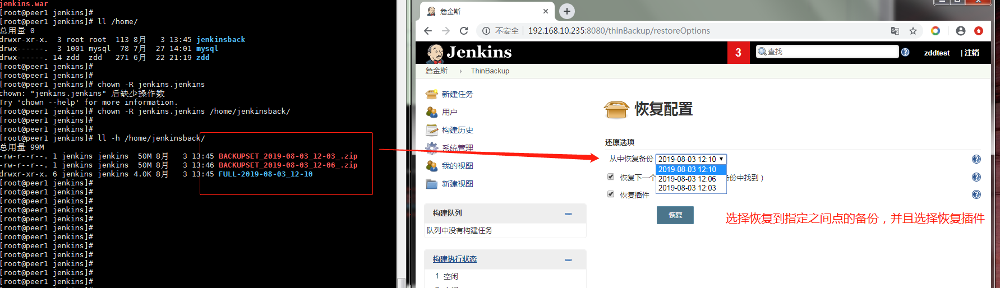 jenkins.war
[root@peer1 jenkins]#
[root@peer1 jenkins]# ll /home/
总用量 0
drwxr-xr-x.  3 root root  113 8月   3 13:45 jenkinsback
drwx------.  3 1001 mysql  78 7月  27 14:01 mysql
drwx------. 14 zdd  zdd   271 6月  22 21:19 zdd
[root@peer1 jenkins]#
[root@peer1 jenkins]#
[root@peer1 jenkins]# chown -R jenkins.jenkins
chown: "jenkins.jenkins" 后缺少操作数
Try 'chown --help' for more information.
[root@peer1 jenkins]# chown -R jenkins.jenkins /home/jenkinsback/
[root@peer1 jenkins]#
[root@peer1 jenkins]#
[root@peer1 jenkins]# ll -h /home/jenkinsback/
总用量 99M
-rw-r--r--. 1 jenkins jenkins  50M 8月   3 13:45 BACKUPSET_2019-08-03_12-03_.zip
-rw-r--r--. 1 jenkins jenkins  50M 8月   3 13:46 BACKUPSET_2019-08-03_12-06_.zip
drwxr-xr-x. 6 jenkins jenkins 4.0K 8月   3 13:45 FULL-2019-08-03_12-10
[root@peer1 jenkins]#
[root@peer1 jenkins]#
[root@peer1 jenkins]#
[root@peer1 jenkins]#
[root@peer1 jenkins]#
[root@peer1 jenkins]#
[root@peer1 jenkins]#
[root@peer1 jenkins]#
[root@peer1 jenkins]#
[root@peer1 jenkins]#
[root@peer1 jenkins]#
[root@peer1 jenkins]#
詹金斯
不安全 192.168.10.235:8080/thinBackup/restoreOptions
Jenkins
3
查找
zddtest
| 注销
詹金斯
ThinBackup
新建任务
用户
构建历史
系统管理
我的视图
新建视图
构建队列
队列中没有构建任务
构建执行状态
1 空闲
恢复配置
还原选项
从中恢复备份 2019-08-03 12:10
2019-08-03 12:10
2019-08-03 12:06
2019-08-03 12:03
恢复下一个
备份中找到）
恢复插件
恢复
选择恢复到指定之间点的备份，并且选择恢复插件